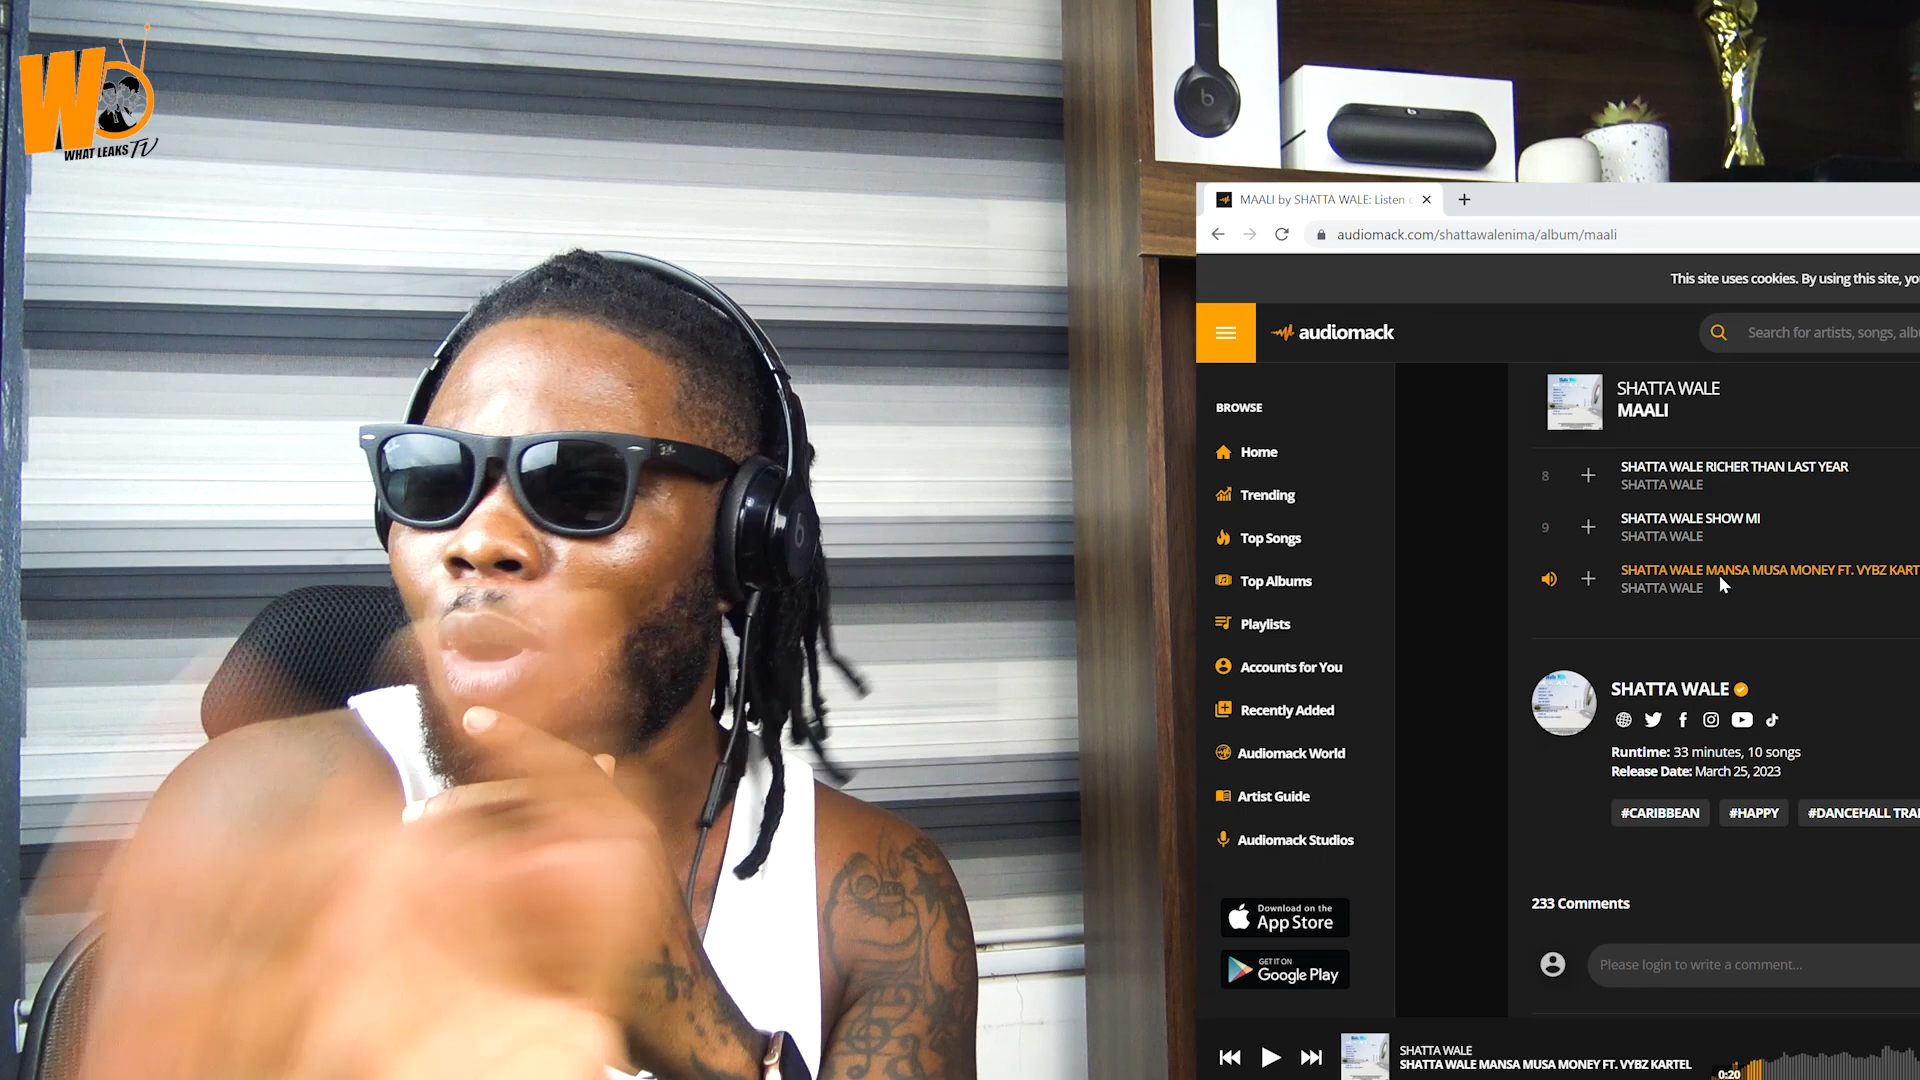 W
WHAT LEAKS TV
MAALI by SHATTA WALE: Listen
audiomack.com/shattawalenima/album/maali
This site uses cookies. By using this site, yo
audiomack
Search for artists, songs, alb
BROWSE
Home
Trending
Top Songs
Top Albums
Playlists
Accounts for You
Recently Added
Audiomack World
Artist Guide
Audiomack Studios
Download on the
App Store
GET IT ON
Google Play
SHATTA WALE
MAALI
8
SHATTA WALE RICHER THAN LAST YEAR
SHATTA WALE
9
SHATTA WALE SHOW MI
SHATTA WALE
SHATTA WALE MANSA MUSA MONEY FT. VYBZ KART
SHATTA WALE
SHATTA WALE
Runtime: 33 minutes, 10 songs
Release Date: March 25, 2023
#CARIBBEAN
#HAPPY
#DANCEHALL TRA
233 Comments
Please login to write a comment...
SHATTA WALE
SHATTA WALE MANSA MUSA MONEY FT. VYBZ KARTEL
0:20